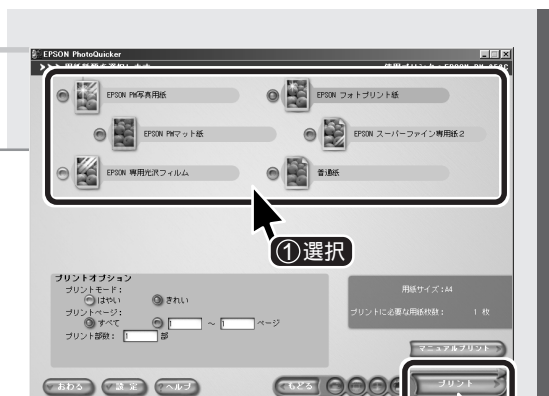 EPSON PhotoQuicker
EPSON PM写真用紙
EPSON フォトプリント紙
EPSON PMマット紙
EPSON スーパーファイン専用紙2
EPSON 専用光沢フィルム
普通紙
①選択
プリントオプション
プリントモード：
はやい きれい
プリントページ：
すべて 1 ～ 1 ページ
プリント部数： 1 部
用紙サイズ：A4
プリントに必要な用紙枚数： 1 枚
マニュアルプリント
おわる 設定 ヘルプ もどる プリント